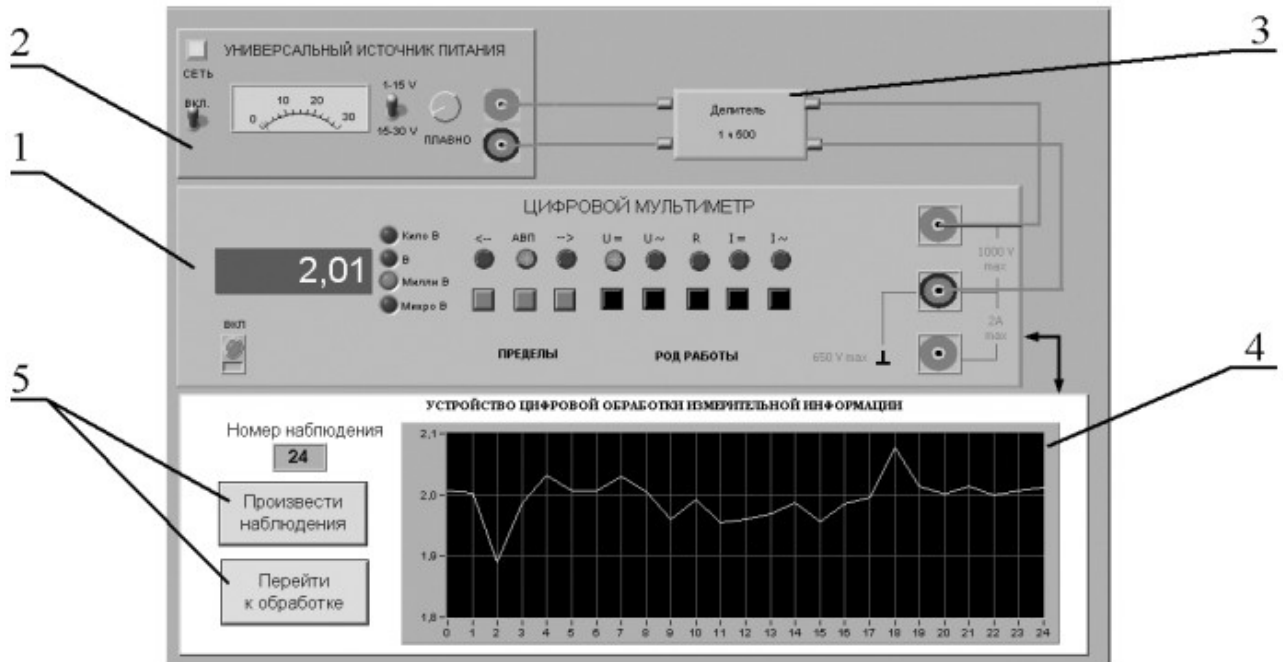 2
3
1
5
4
УНИВЕРСАЛЬНЫЙ ИСТОЧНИК ПИТАНИЯ
СЕТЬ
ВКЛ.
0 10 20 30
1-15 V
15-30 V
ПЛАВНО
Делитель
1 : 500
ЦИФРОВОЙ МУЛЬТИМЕТР
2,01
Кило В
В
Милли В
Микро В
<-- АВП --> U= U~ R I= I~
ВКЛ
ПРЕДЕЛЫ
РОД РАБОТЫ
1000 V
max
2A
max
650 V max
УСТРОЙСТВО ЦИФРОВОЙ ОБРАБОТКИ ИЗМЕРИТЕЛЬНОЙ ИНФОРМАЦИИ
Номер наблюдения
24
Произвести
наблюдения
Перейти
к обработке
2,1
2,0
1,9
1,8
0 1 2 3 4 5 6 7 8 9 10 11 12 13 14 15 16 17 18 19 20 21 22 23 24